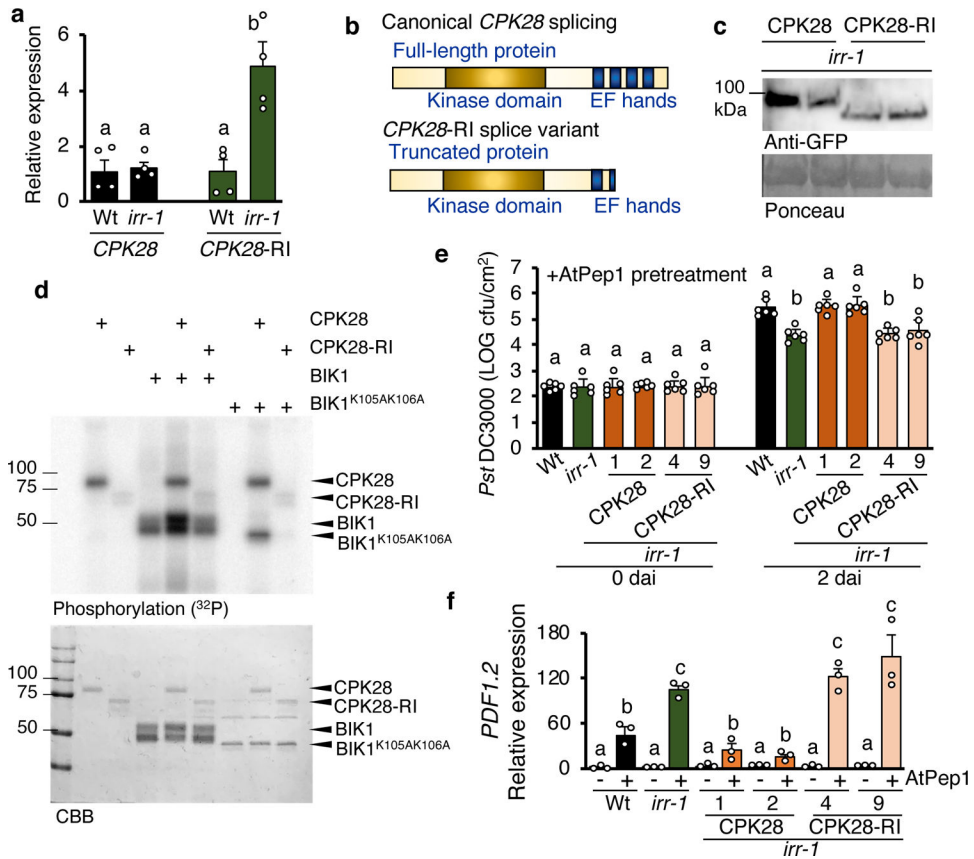 a
Relative expression
6
4
2
0
a
a
a
b
Wt irr-1
Wt irr-1
CPK28
CPK28-RI
b
Canonical CPK28 splicing
Full-length protein
Kinase domain
EF hands
CPK28-RI splice variant
Truncated protein
Kinase domain
EF hands
c
CPK28 CPK28-RI
irr-1
100
kDa
Anti-GFP
Ponceau
d
+ + + CPK28
+ + + CPK28-RI
+ + + BIK1
+ + + BIK1K105AK106A
100
75
50
CPK28
CPK28-RI
BIK1
BIK1K105AK106A
Phosphorylation (32P)
100
75
50
CPK28
CPK28-RI
BIK1
BIK1K105AK106A
CBB
e
Pst DC3000 (LOG cfu/cm2)
7
6
5
4
3
2
1
0
+AtPep1 pretreatment
a a a a a a
a b a a b b
Wt irr-1 1 2 4 9
CPK28 CPK28-RI
irr-1
0 dai
Wt irr-1 1 2 4 9
CPK28 CPK28-RI
irr-1
2 dai
f
PDF1.2
Relative expression
180
120
60
0
a b a c a b a b a c a c
- + - + - + - + - + - + AtPep1
Wt irr-1 1 2 4 9
CPK28 CPK28-RI
irr-1